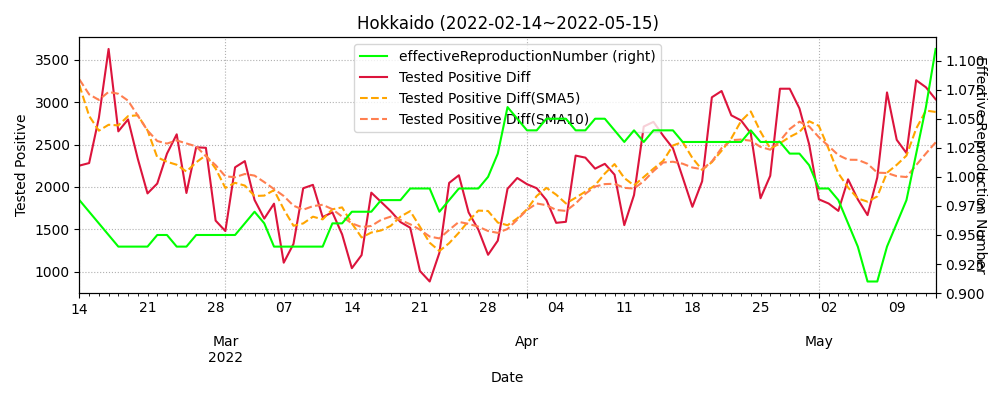 Hokkaido (2022-02-14~2022-05-15)
effectiveReproductionNumber (right)
Tested Positive Diff
Tested Positive Diff(SMA5)
Tested Positive Diff(SMA10)
Tested Positive
3500
3000
2500
2000
1500
1000
Effective Reproduction Number
1.100
1.075
1.050
1.025
1.000
0.975
0.950
0.925
0.900
14 21 28 07 14 21 28 04 11 18 25 02 09
Mar Apr May
2022
Date